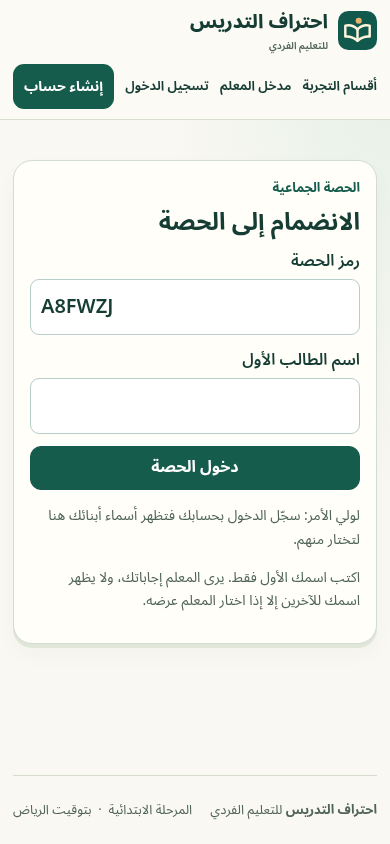 احتراف التدريس
للتعليم الفردي
أقسام التجربة
مدخل المعلم
تسجيل الدخول
إنشاء حساب
الحصة الجماعية
الانضمام إلى الحصة
رمز الحصة
A8FWZJ
اسم الطالب الأول
دخول الحصة
لولي الأمر: سجّل الدخول بحسابك فتظهر أسماء أبنائك هنا
لتختار منهم.
اكتب اسمك الأول فقط. يرى المعلم إجاباتك، ولا يظهر
اسمك للآخرين إلا إذا اختار المعلم عرضه.
احتراف التدريس للتعليم الفردي
المرحلة الابتدائية · بتوقيت الرياض